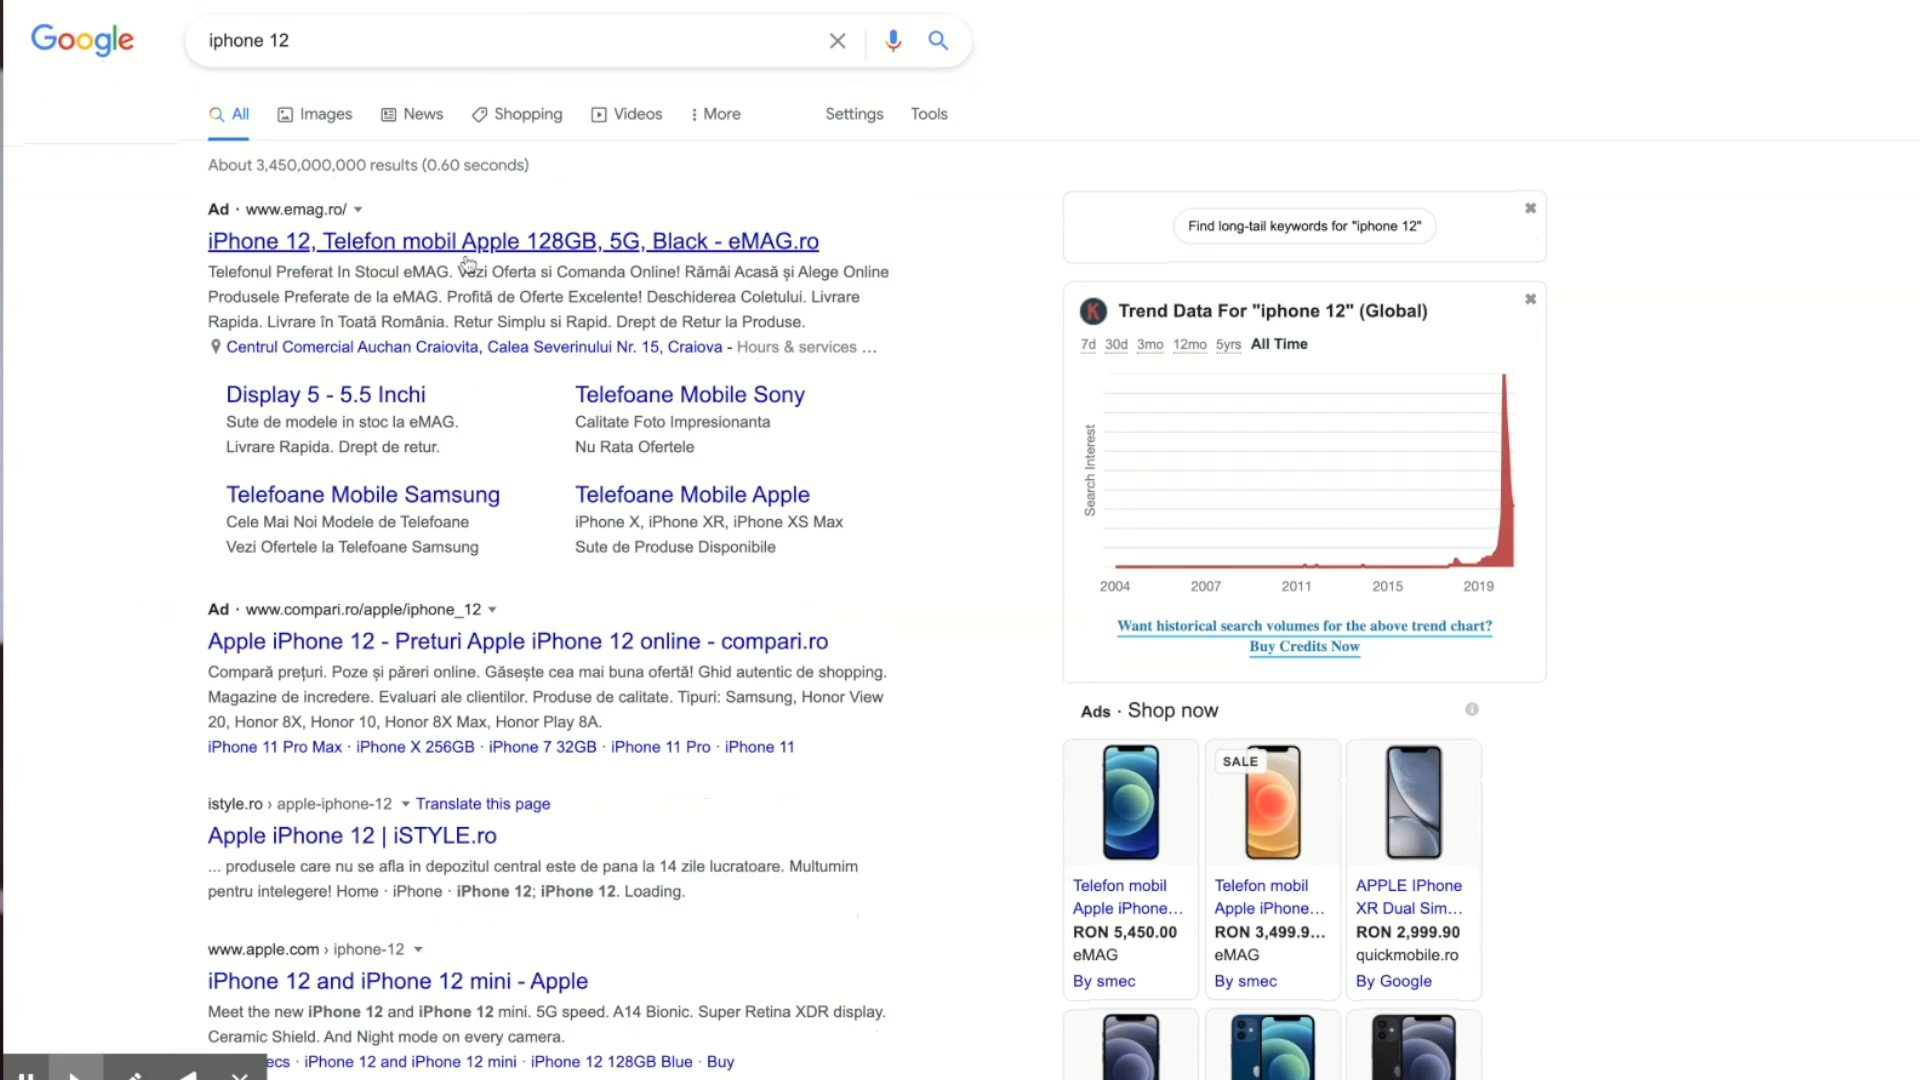 Google
iphone 12
All
Images
News
Shopping
Videos
More
Settings
Tools
About 3,450,000,000 results (0.60 seconds)
Ad · www.emag.ro/
iPhone 12, Telefon mobil Apple 128GB, 5G, Black - eMAG.ro
Telefonul Preferat In Stocul eMAG. Vezi Oferta si Comanda Online! Rămâi Acasă și Alege Online
Produsele Preferate de la eMAG. Profită de Oferte Excelente! Deschiderea Coletului. Livrare
Rapida. Livrare în Toată România. Retur Simplu si Rapid. Drept de Retur la Produse.
Centrul Comercial Auchan Craiovita, Calea Severinului Nr. 15, Craiova - Hours & services ...
Display 5 - 5.5 Inchi
Sute de modele in stoc la eMAG.
Livrare Rapida. Drept de retur.
Telefoane Mobile Sony
Calitate Foto Impresionanta
Nu Rata Ofertele
Telefoane Mobile Samsung
Cele Mai Noi Modele de Telefoane
Vezi Ofertele la Telefoane Samsung
Telefoane Mobile Apple
iPhone X, iPhone XR, iPhone XS Max
Sute de Produse Disponibile
Ad · www.compari.ro/apple/iphone_12
Apple iPhone 12 - Preturi Apple iPhone 12 online - compari.ro
Compară prețuri. Poze și păreri online. Găsește cea mai buna ofertă! Ghid autentic de shopping.
Magazine de incredere. Evaluari ale clientilor. Produse de calitate. Tipuri: Samsung, Honor View
20, Honor 8X, Honor 10, Honor 8X Max, Honor Play 8A.
iPhone 11 Pro Max · iPhone X 256GB · iPhone 7 32GB · iPhone 11 Pro · iPhone 11
istyle.ro › apple-iphone-12 Translate this page
Apple iPhone 12 | iSTYLE.ro
... produsele care nu se afla in depozitul central este de pana la 14 zile lucratoare. Multumim
pentru intelegere! Home · iPhone · iPhone 12; iPhone 12. Loading.
www.apple.com › iphone-12
iPhone 12 and iPhone 12 mini - Apple
Meet the new iPhone 12 and iPhone 12 mini. 5G speed. A14 Bionic. Super Retina XDR display.
Ceramic Shield. And Night mode on every camera.
ecs · iPhone 12 and iPhone 12 mini · iPhone 12 128GB Blue · Buy
Find long-tail keywords for "iphone 12"
K
Trend Data For "iphone 12" (Global)
7d 30d 3mo 12mo 5yrs All Time
Search Interest
2004 2007 2011 2015 2019
Want historical search volumes for the above trend chart?
Buy Credits Now
Ads · Shop now
Telefon mobil
Apple iPhone...
RON 5,450.00
eMAG
By smec
SALE
Telefon mobil
Apple iPhone...
RON 3,499.9...
eMAG
By smec
APPLE IPhone
XR Dual Sim...
RON 2,999.90
quickmobile.ro
By Google